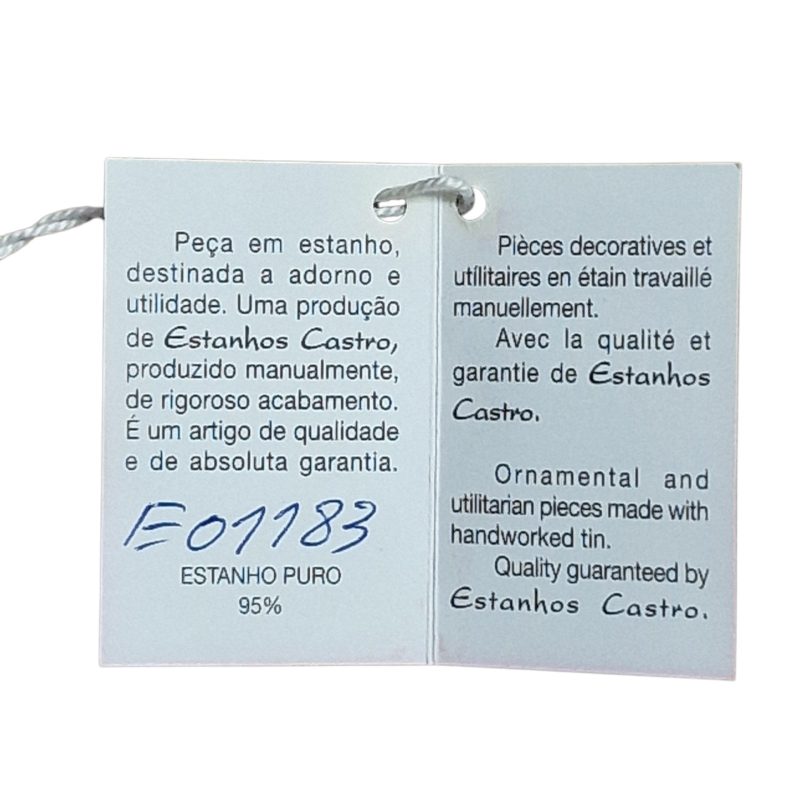 Peça em estanho,
destinada a adorno e
utilidade. Uma produção
de Estanhos Castro,
produzido manualmente,
de rigoroso acabamento.
É um artigo de qualidade
e de absoluta garantia.
E01183
ESTANHO PURO
95%
Pièces decoratives et
utílitaires en étain travaillé
manuellement.
Avec la qualité et
garantie de Estanhos
Castro.
Ornamental and
utilitarian pieces made with
handworked tin.
Quality guaranteed by
Estanhos Castro.